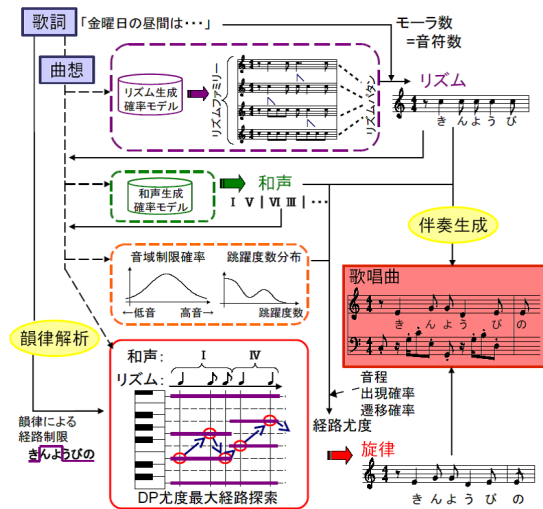 歌詞
「金曜日の昼間は・・・」
モーラ数
=音符数
曲想
リズム生成
確率モデル
リズムファミリー
リズムパタン
リズム
きんようび
和声生成
確率モデル
和声
I V | VI III | ・・・
伴奏生成
音域制限確率
跳躍度数分布
←低音
高音→
跳躍度数
歌唱曲
きんようびの
韻律解析
和声:
I
IV
リズム:
音程
出現確率
遷移確率
経路尤度
韻律による
経路制限
きんようびの
DP尤度最大経路探索
旋律
きんようびの